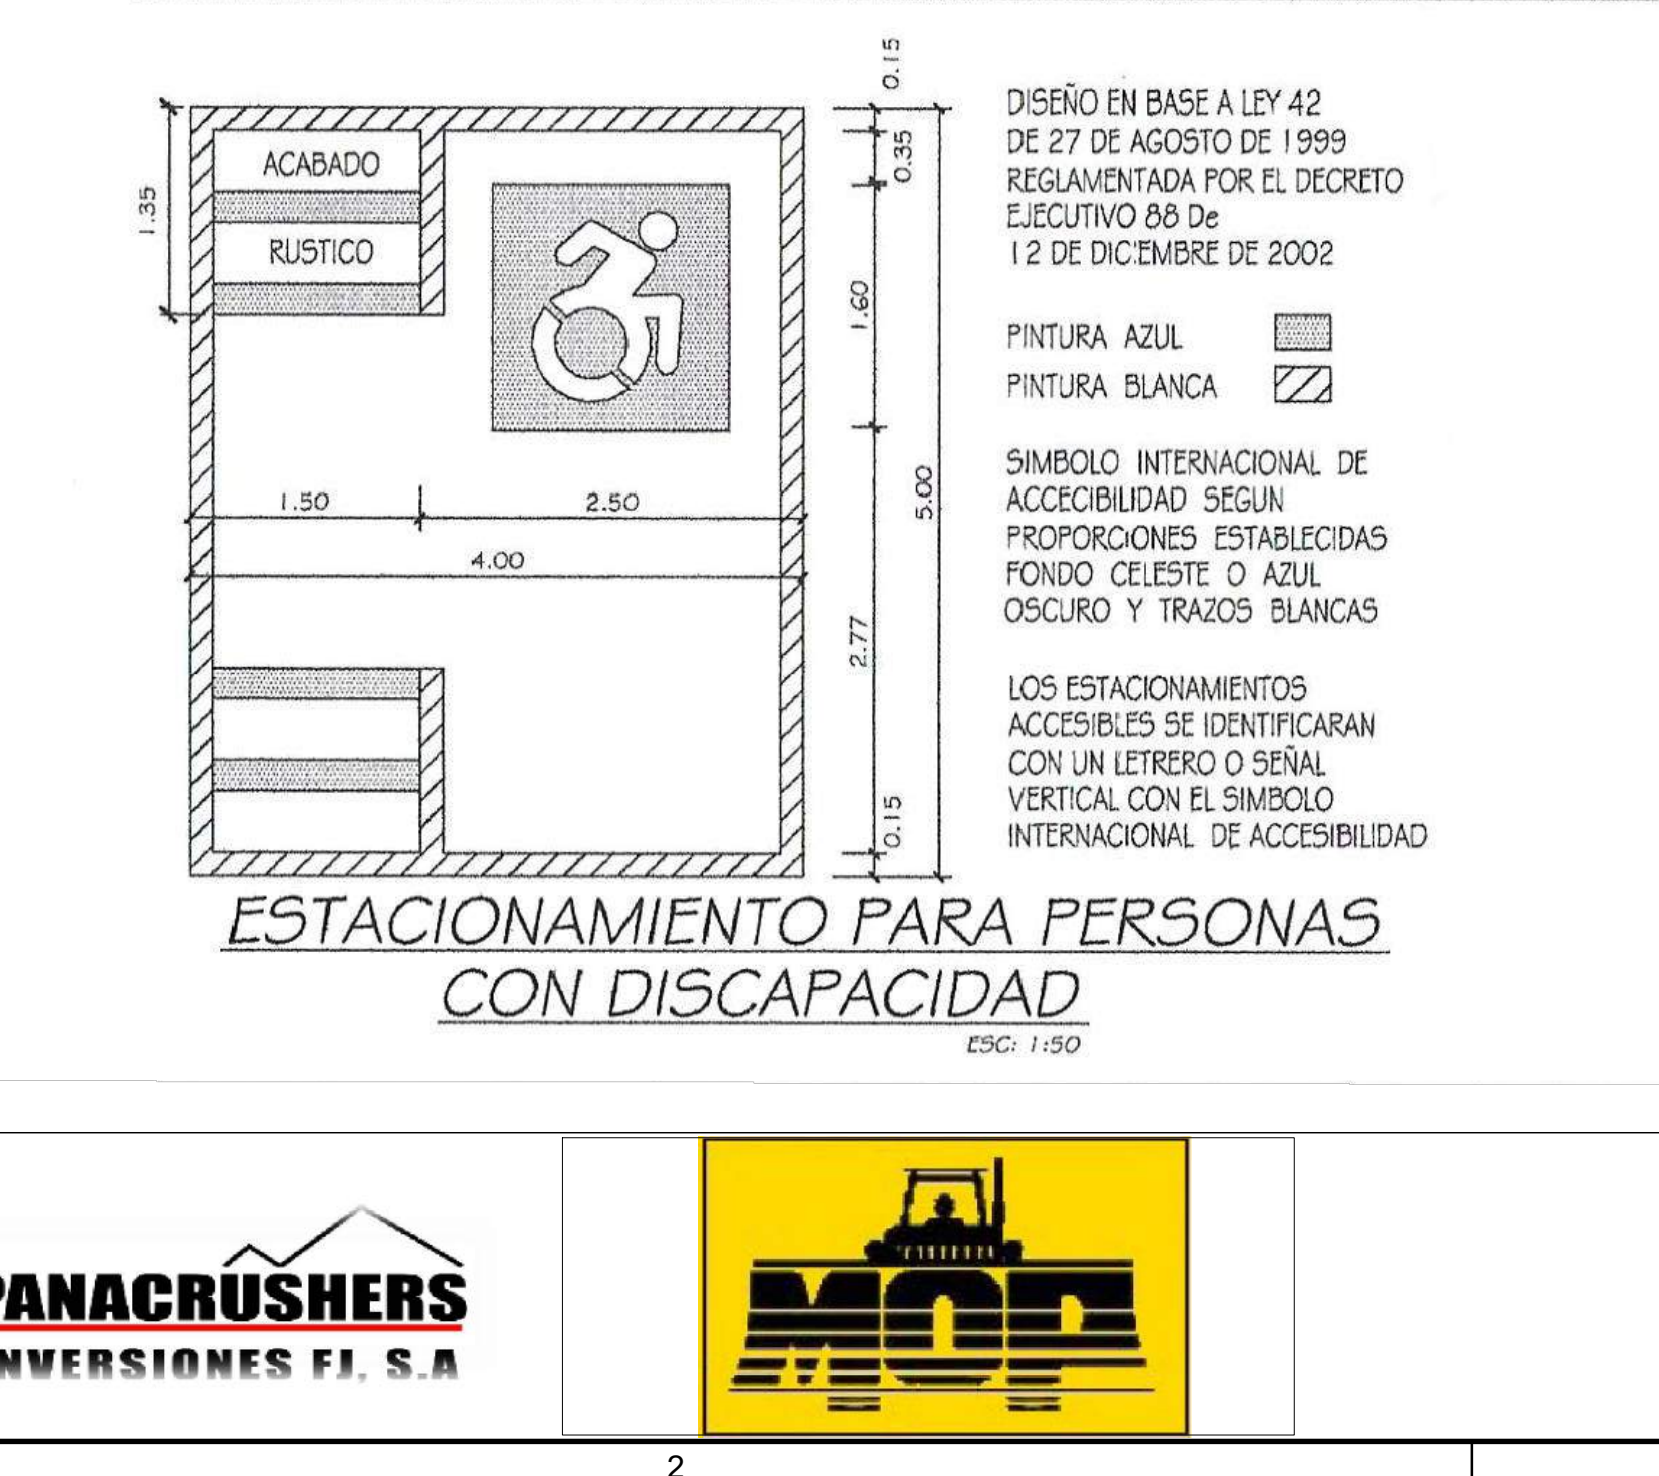 0.15
DISEÑO EN BASE A LEY 42
DE 27 DE AGOSTO DE 1999
REGLAMENTADA POR EL DECRETO
EJECUTIVO 88 De
12 DE DICIEMBRE DE 2002
ACABADO
0.35
1.35
RUSTICO
1.60
PINTURA AZUL
PINTURA BLANCA
SIMBOLO INTERNACIONAL DE
ACCECIBILIDAD SEGUN
PROPORCIONES ESTABLECIDAS
FONDO CELESTE O AZUL
OSCURO Y TRAZOS BLANCAS
1.50
2.50
5.00
4.00
2.77
LOS ESTACIONAMIENTOS
ACCESIBLES SE IDENTIFICARAN
CON UN LETRERO O SEÑAL
VERTICAL CON EL SIMBOLO
INTERNACIONAL DE ACCESIBILIDAD
0.15
ESTACIONAMIENTO PARA PERSONAS
CON DISCAPACIDAD
ESC: 1:50
PANACRUSHERS
INVERSIONES FJ, S.A
MOP
2